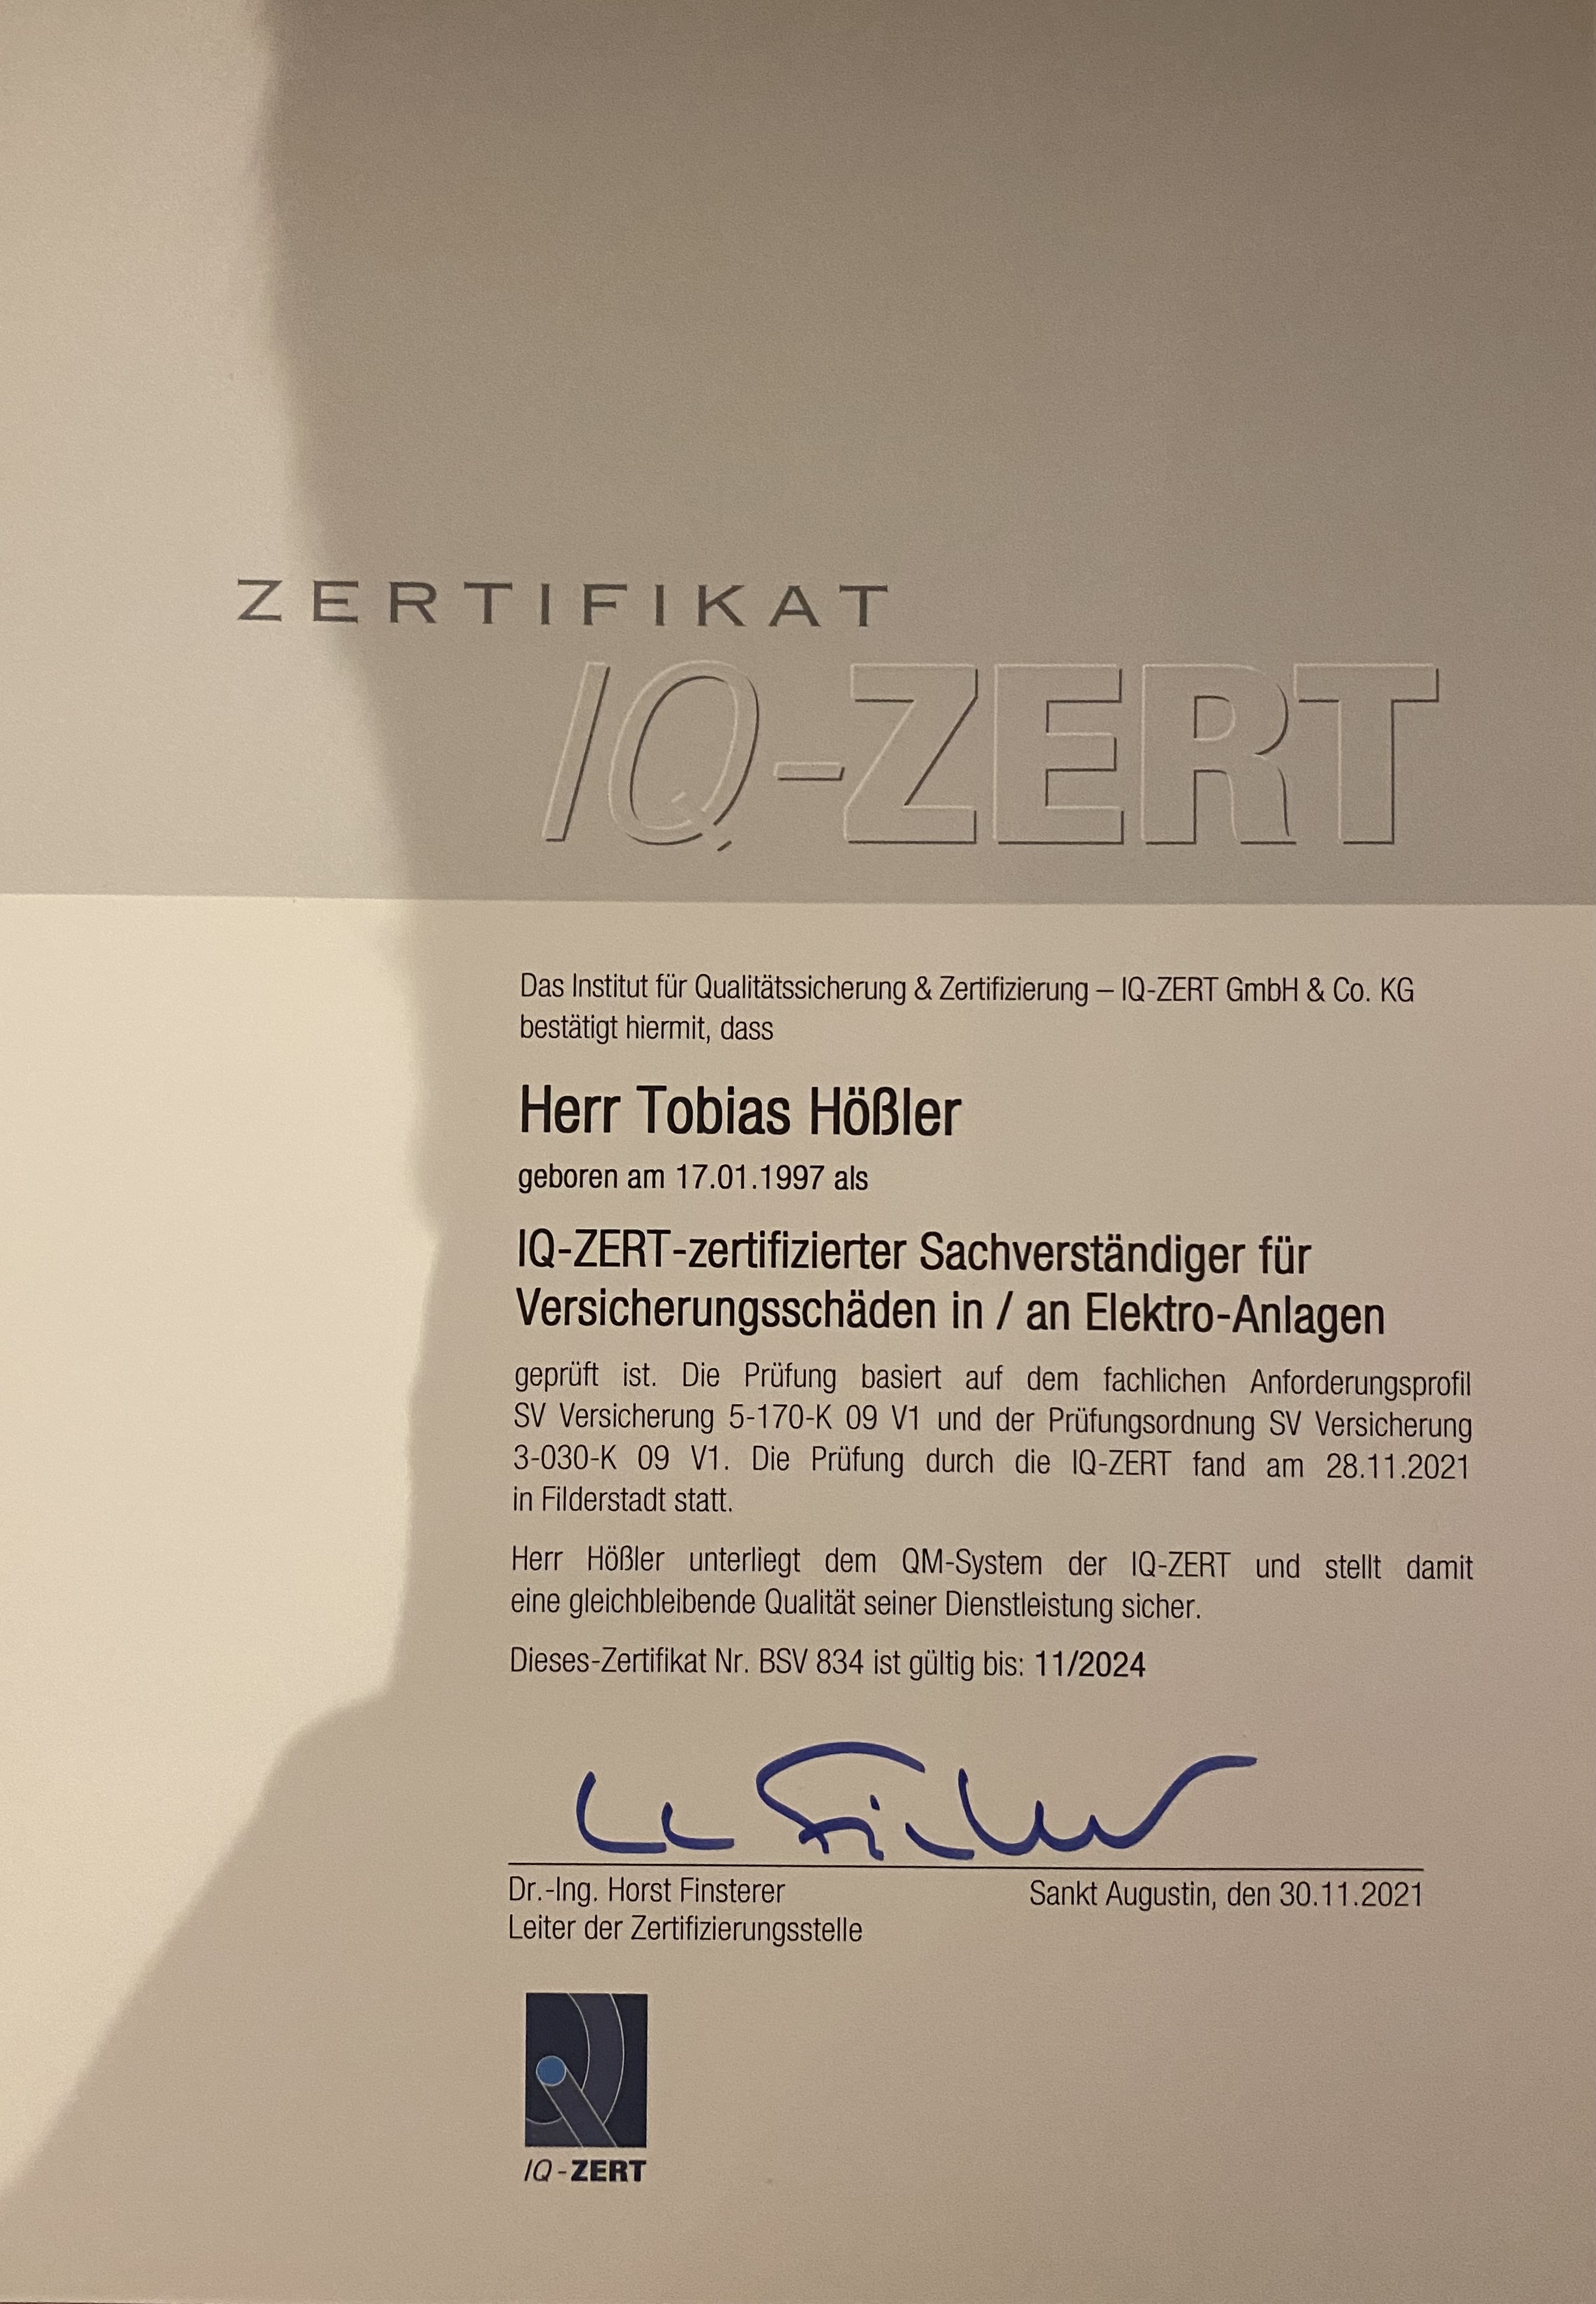 ZERTIFIKAT
IQ-ZERT
Das Institut für Qualitätssicherung & Zertifizierung – IQ-ZERT GmbH & Co. KG
bestätigt hiermit, dass
Herr Tobias Hößler
geboren am 17.01.1997 als
IQ-ZERT-zertifizierter Sachverständiger für
Versicherungsschäden in / an Elektro-Anlagen
geprüft ist. Die Prüfung basiert auf dem fachlichen Anforderungsprofil
SV Versicherung 5-170-K 09 V1 und der Prüfungsordnung SV Versicherung
3-030-K 09 V1. Die Prüfung durch die IQ-ZERT fand am 28.11.2021
in Filderstadt statt.
Herr Hößler unterliegt dem QM-System der IQ-ZERT und stellt damit
eine gleichbleibende Qualität seiner Dienstleistung sicher.
Dieses-Zertifikat Nr. BSV 834 ist gültig bis: 11/2024
Dr.-Ing. Horst Finsterer
Sankt Augustin, den 30.11.2021
Leiter der Zertifizierungsstelle
IQ-ZERT